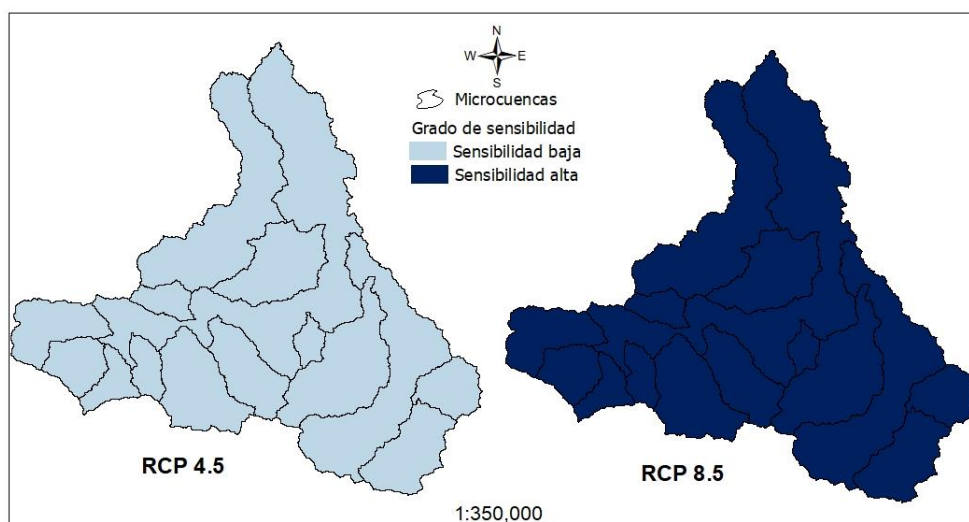 N
W E
S
Microcuencas
Grado de sensibilidad
Sensibilidad baja
Sensibilidad alta
RCP 4.5
RCP 8.5
1:350,000